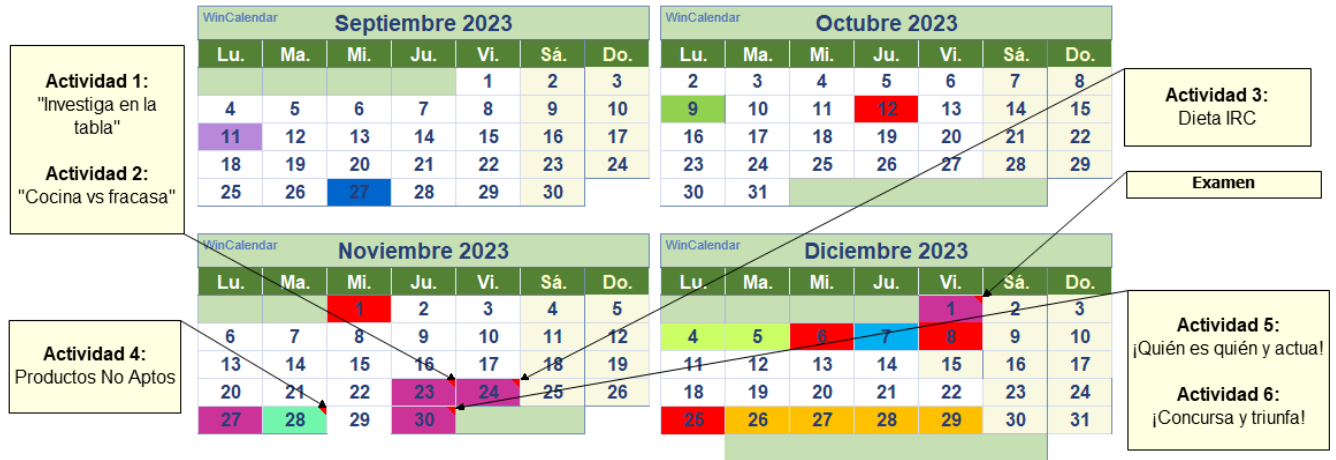 WinCalendar Septiembre 2023
Lu. Ma. Mi. Ju. Vi. Sá. Do.
1 2 3
4 5 6 7 8 9 10
11 12 13 14 15 16 17
18 19 20 21 22 23 24
25 26 27 28 29 30
WinCalendar Octubre 2023
Lu. Ma. Mi. Ju. Vi. Sá. Do.
2 3 4 5 6 7 8
9 10 11 12 13 14 15
16 17 18 19 20 21 22
23 24 25 26 27 28 29
30 31
Actividad 1:
"Investiga en la
tabla"
Actividad 2:
"Cocina vs fracasa"
Actividad 3:
Dieta IRC
Examen
WinCalendar Noviembre 2023
Lu. Ma. Mi. Ju. Vi. Sá. Do.
1 2 3 4 5
6 7 8 9 10 11 12
13 14 15 16 17 18 19
20 21 22 23 24 25 26
27 28 29 30
WinCalendar Diciembre 2023
Lu. Ma. Mi. Ju. Vi. Sá. Do.
1 2 3
4 5 6 7 8 9 10
11 12 13 14 15 16 17
18 19 20 21 22 23 24
25 26 27 28 29 30 31
Actividad 4:
Productos No Aptos
Actividad 5:
¡Quién es quién y actua!
Actividad 6:
¡Concursa y triunfa!